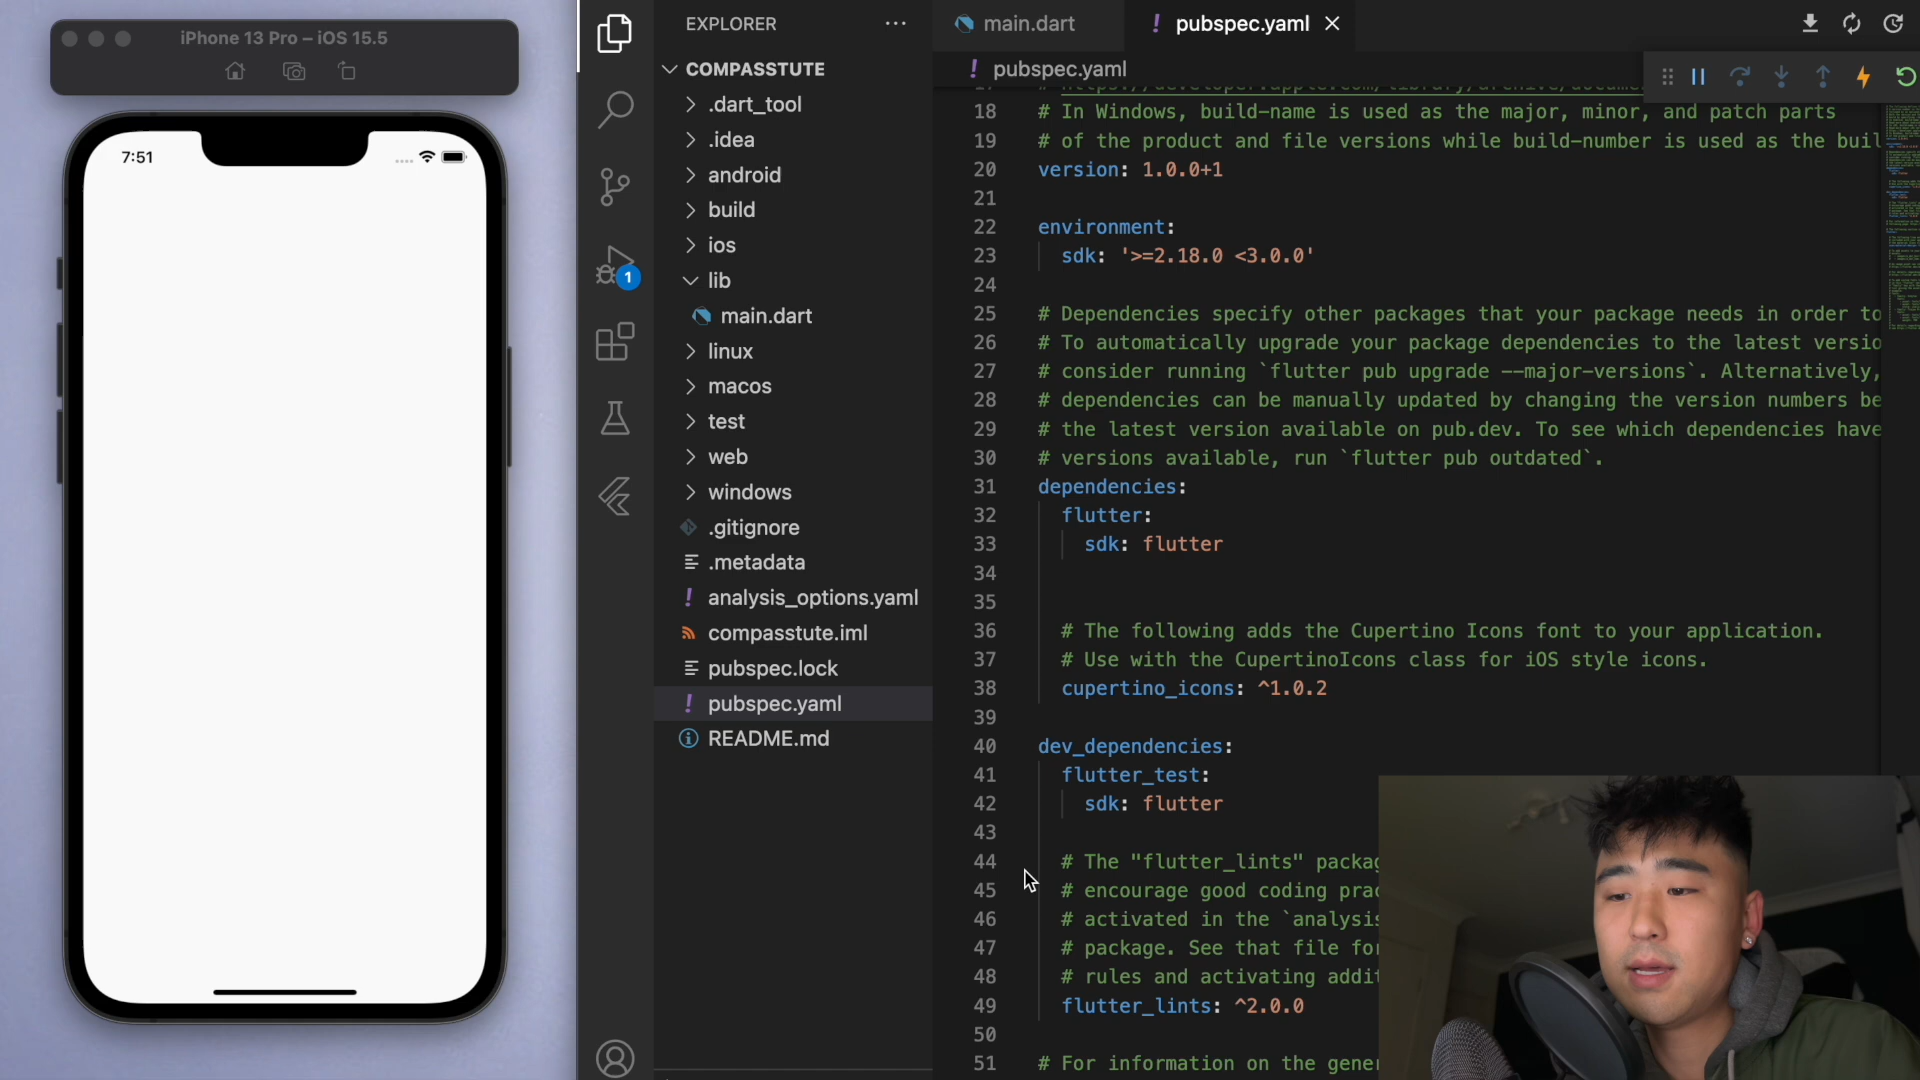 iPhone 13 Pro – iOS 15.5
7:51
EXPLORER
COMPASSTUTE
.dart_tool
.idea
android
build
ios
lib
main.dart
linux
macos
test
web
windows
.gitignore
.metadata
analysis_options.yaml
compasstute.iml
pubspec.lock
pubspec.yaml
README.md
1
main.dart
pubspec.yaml
pubspec.yaml
18 # In Windows, build-name is used as the major, minor, and patch parts
19 # of the product and file versions while build-number is used as the buil
20 version: 1.0.0+1
21
22 environment:
23 sdk: '>=2.18.0 <3.0.0'
24
25 # Dependencies specify other packages that your package needs in order to
26 # To automatically upgrade your package dependencies to the latest versio
27 # consider running `flutter pub upgrade --major-versions`. Alternatively,
28 # dependencies can be manually updated by changing the version numbers be
29 # the latest version available on pub.dev. To see which dependencies have
30 # versions available, run `flutter pub outdated`.
31 dependencies:
32 flutter:
33 sdk: flutter
34
35
36 # The following adds the Cupertino Icons font to your application.
37 # Use with the CupertinoIcons class for iOS style icons.
38 cupertino_icons: ^1.0.2
39
40 dev_dependencies:
41 flutter_test:
42 sdk: flutter
43
44 # The "flutter_lints" packag
45 # encourage good coding prac
46 # activated in the `analysis
47 # package. See that file for
48 # rules and activating addit
49 flutter_lints: ^2.0.0
50
51 # For information on the gener